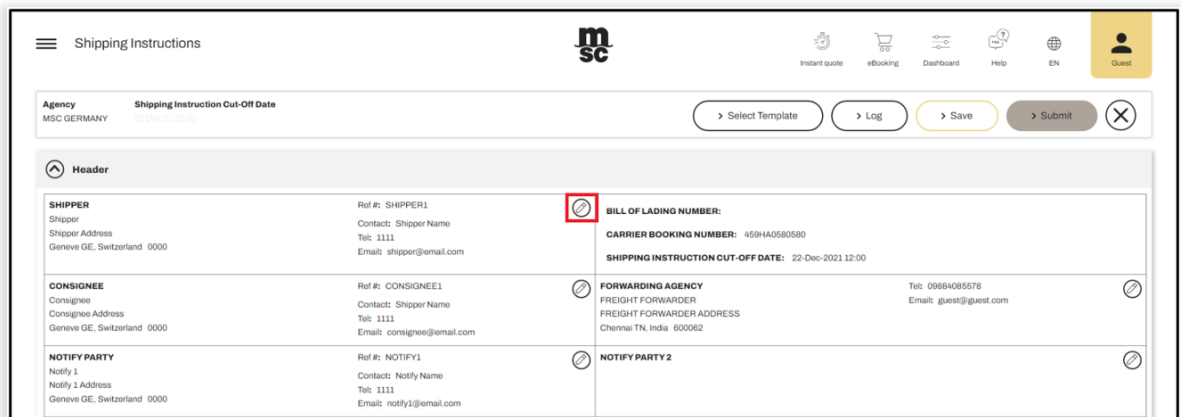 Shipping Instructions
msc
Instant quote
eBooking
Dashboard
Help
EN
Guest
Agency
MSC GERMANY
Shipping Instruction Cut-Off Date
> Select Template
> Log
> Save
> Submit
Header
SHIPPER
Shipper
Shipper Address
Geneve GE, Switzerland 0000
Ref #: SHIPPER1
Contact: Shipper Name
Tel: 1111
Email: shipper@email.com
BILL OF LADING NUMBER:
CARRIER BOOKING NUMBER: 459HA0580580
SHIPPING INSTRUCTION CUT-OFF DATE: 22-Dec-2021 12:00
CONSIGNEE
Consignee
Consignee Address
Geneve GE, Switzerland 0000
Ref #: CONSIGNEE1
Contact: Shipper Name
Tel: 1111
Email: consignee@email.com
FORWARDING AGENCY
FREIGHT FORWARDER
FREIGHT FORWARDER ADDRESS
Chennai TN, India 600062
Tel: 09884085578
Email: guest@guest.com
NOTIFY PARTY
Notify 1
Notify 1 Address
Geneve GE, Switzerland 0000
Ref #: NOTIFY1
Contact: Notify Name
Tel: 1111
Email: notify1@email.com
NOTIFY PARTY 2